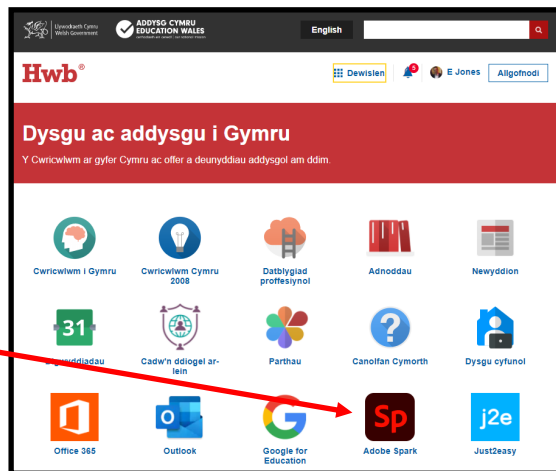 Llywodraeth Cymru
Welsh Government
ADDYSG CYMRU
EDUCATION WALES
English
Hwb®
Dewislen
5
E Jones
Allgofnodi
Dysgu ac addysgu i Gymru
Y Cwricwlwm ar gyfer Cymru ac offer a deunyddiau addysgol am ddim.
Cwricwlwm i Gymru
Cwricwlwm Cymru
2008
Datblygiad
proffesiynol
Adnoddau
Newyddion
31
Cadw'n ddiogel ar-
lein
Parthau
Canolfan Cymorth
Dysgu cyfunol
Sp
j2e
Office 365
Outlook
Google for
Education
Adobe Spark
Just2easy